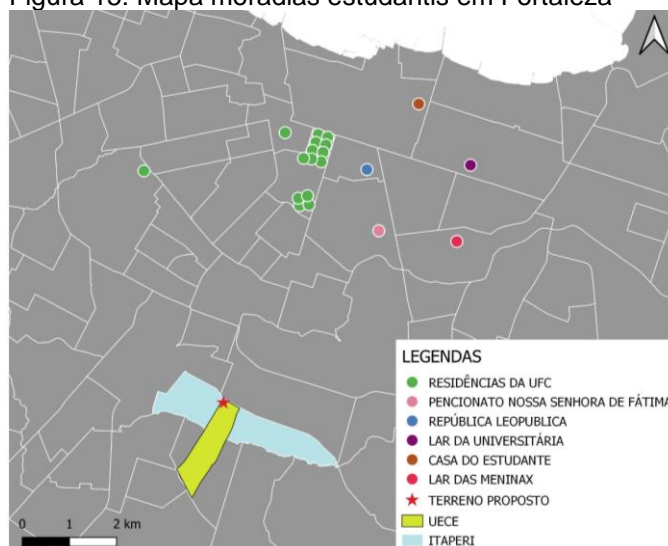 Figura 15: Mapa moradias estudantis em Fortaleza
LEGENDAS
RESIDÊNCIAS DA UFC
PENCIONATO NOSSA SENHORA DE FÁTIMA
REPÚBLICA LEOPUBLICA
LAR DA UNIVERSITÁRIA
CASA DO ESTUDANTE
LAR DAS MENINAX
TERRENO PROPOSTO
UECE
ITAPERI
0 1 2 km